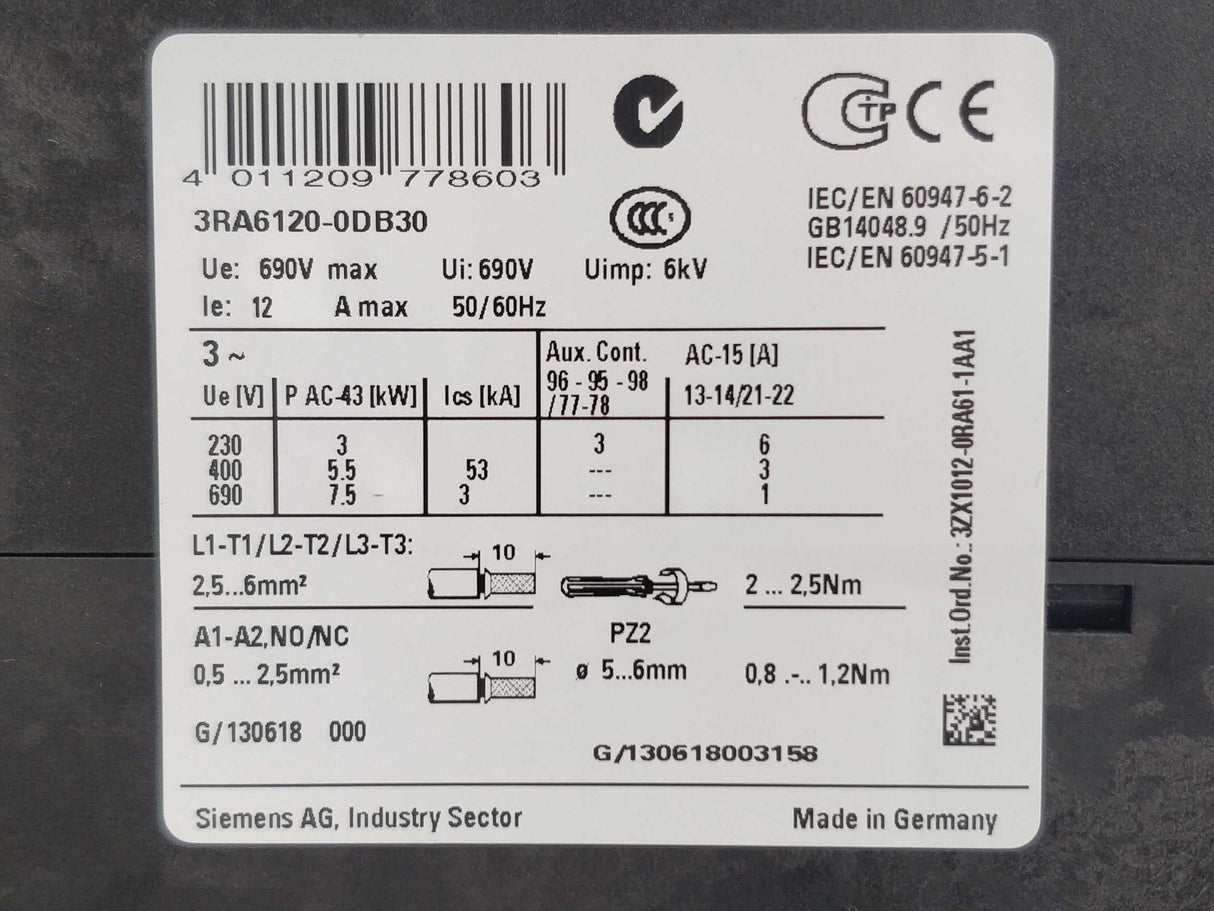 4 011209 778603
3RA6120-0DB30
CCC S
TP
CE
IEC/EN 60947-6-2
GB14048.9 /50Hz
IEC/EN 60947-5-1
Ue: 690V max Ui: 690V Uimp: 6kV
Ie: 12 A max 50/60Hz
3 ~
Ue [V] P AC-43 [kW] Ics [kA] Aux. Cont. 96 - 95 - 98 /77-78 AC-15 [A] 13-14/21-22
230 3 3 6
400 5.5 53 --- 3
690 7.5 3 --- 1
Inst.Ord.No.: 3ZX1012-0RA61-1AA1
L1-T1/L2-T2/L3-T3:
2,5...6mm² 10 2 ... 2,5Nm
A1-A2,NO/NC PZ2
0,5 ... 2,5mm² 10 ø 5...6mm 0,8 .-.. 1,2Nm
G/130618 000
G/130618003158
Siemens AG, Industry Sector Made in Germany